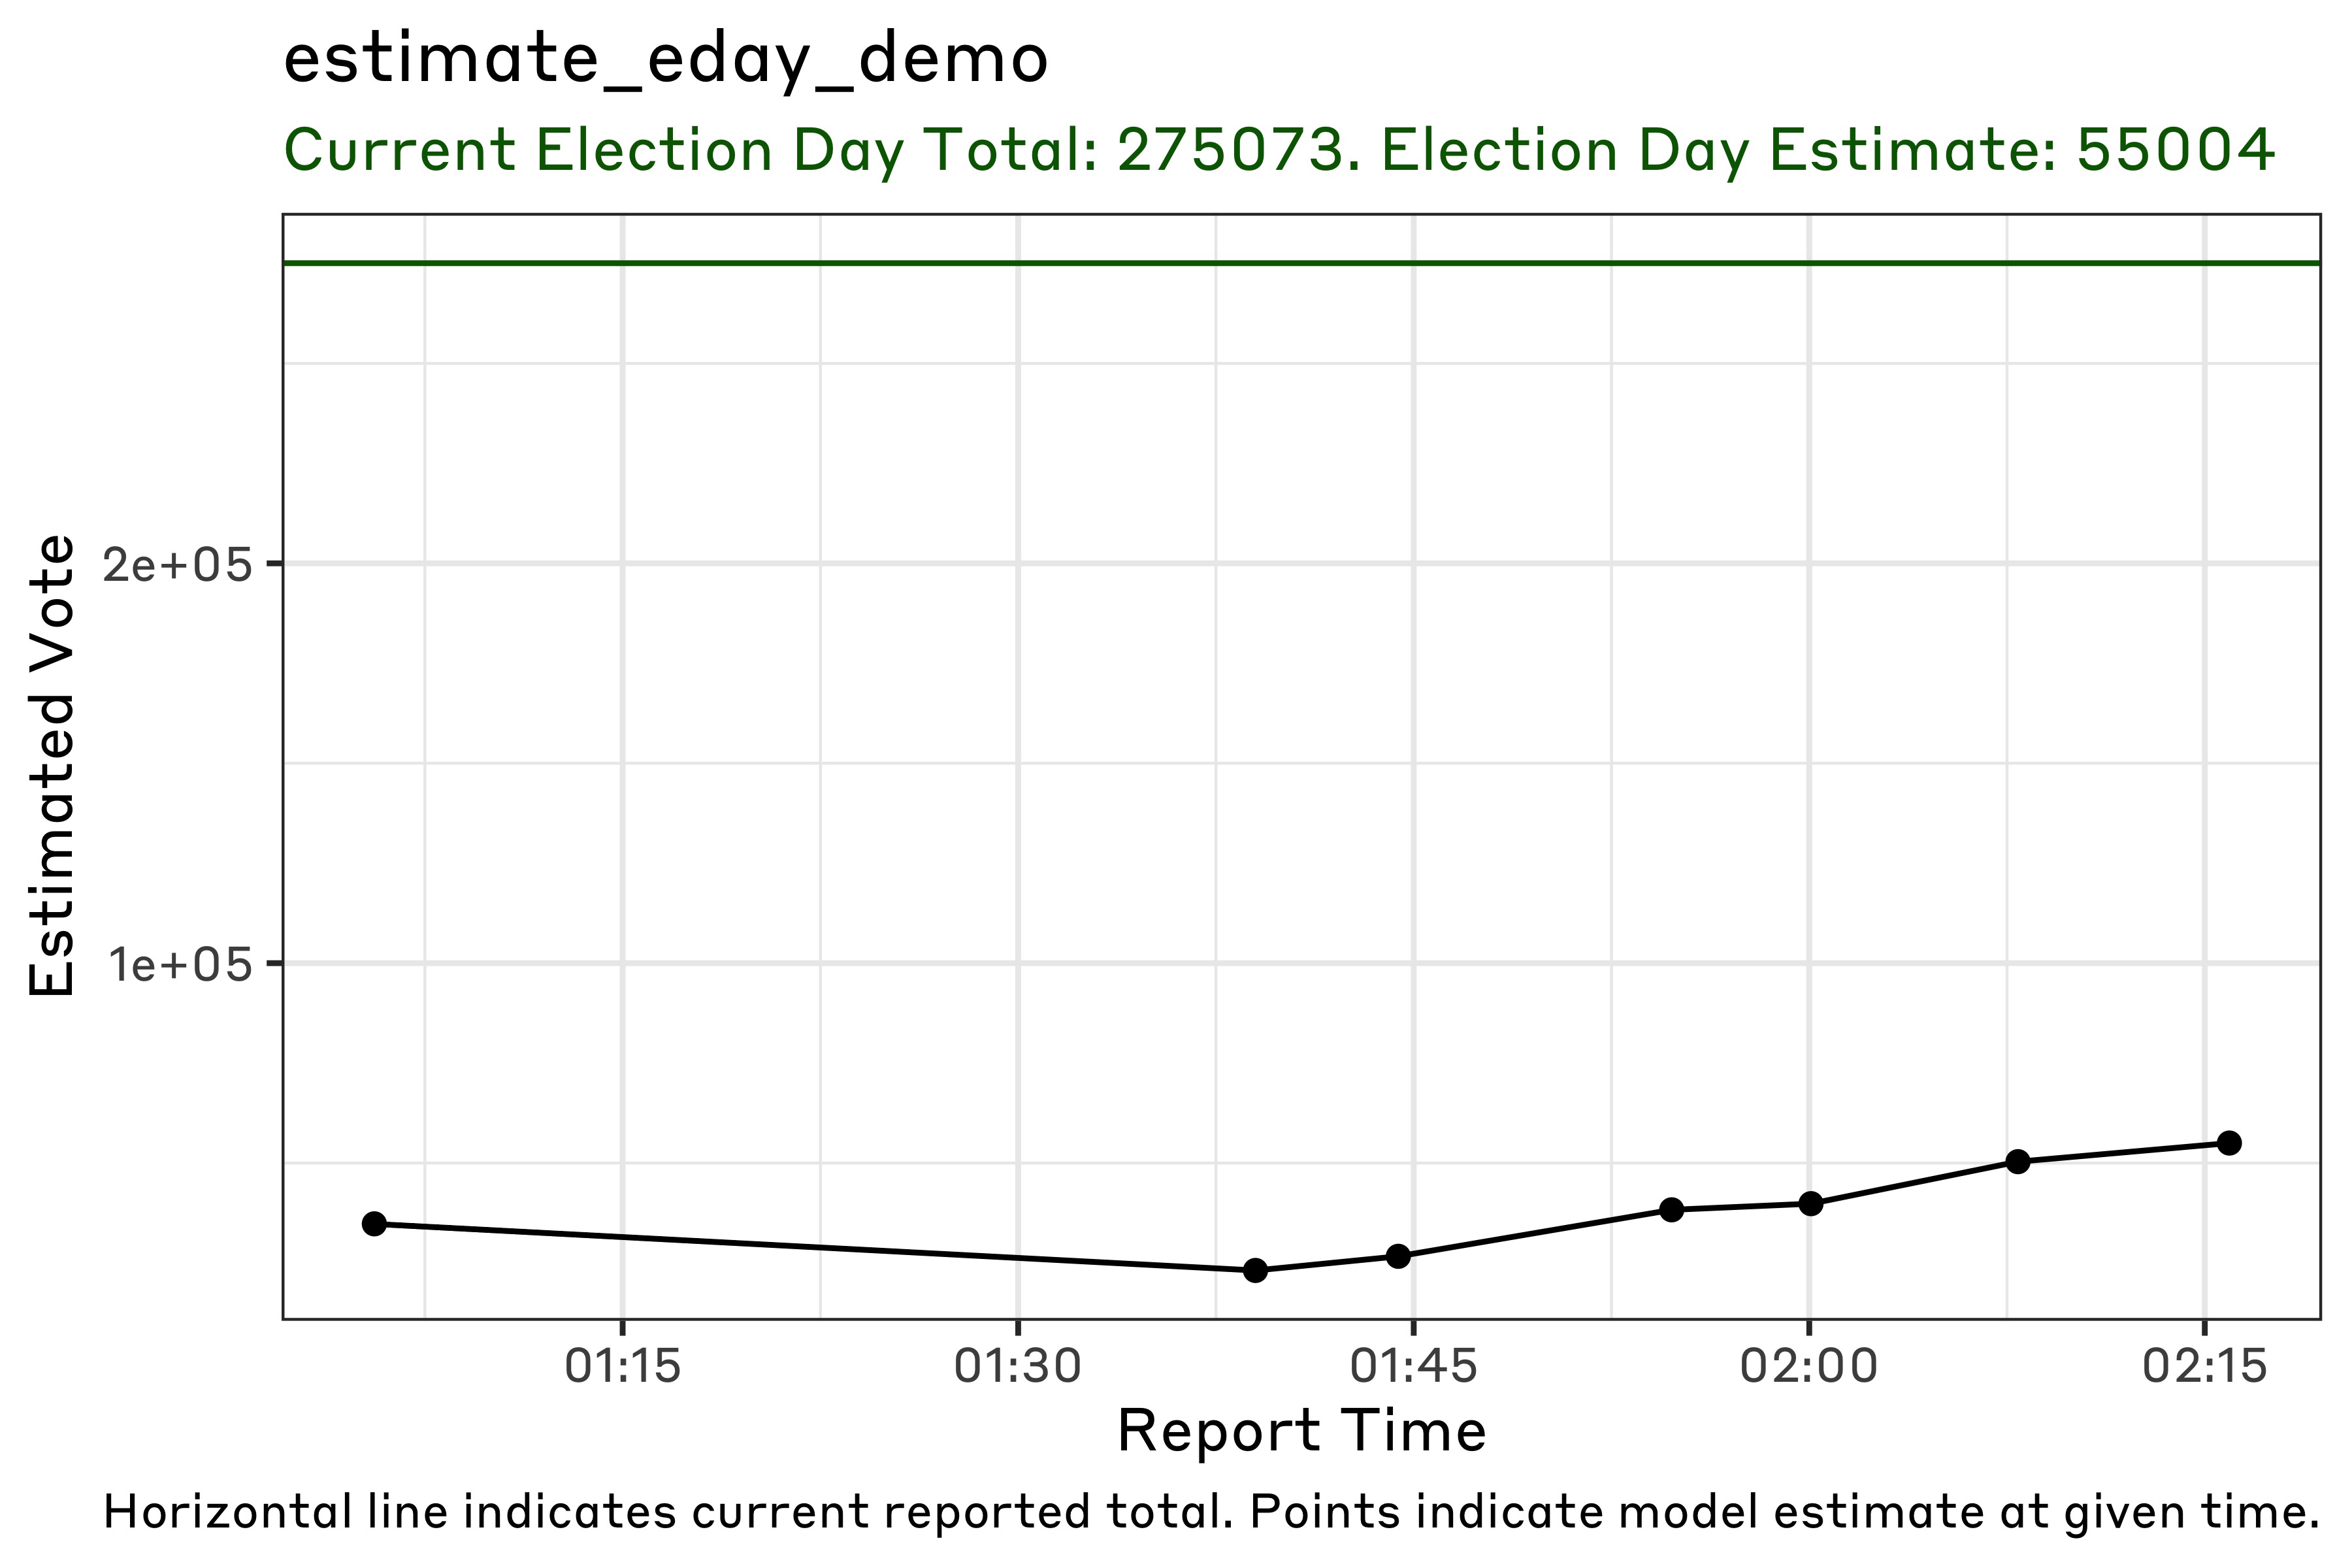 estimate_eday_demo
Current Election Day Total: 275073. Election Day Estimate: 55004
Estimated Vote
2e+05
1e+05
01:15 01:30 01:45 02:00 02:15
Report Time
Horizontal line indicates current reported total. Points indicate model estimate at given time.